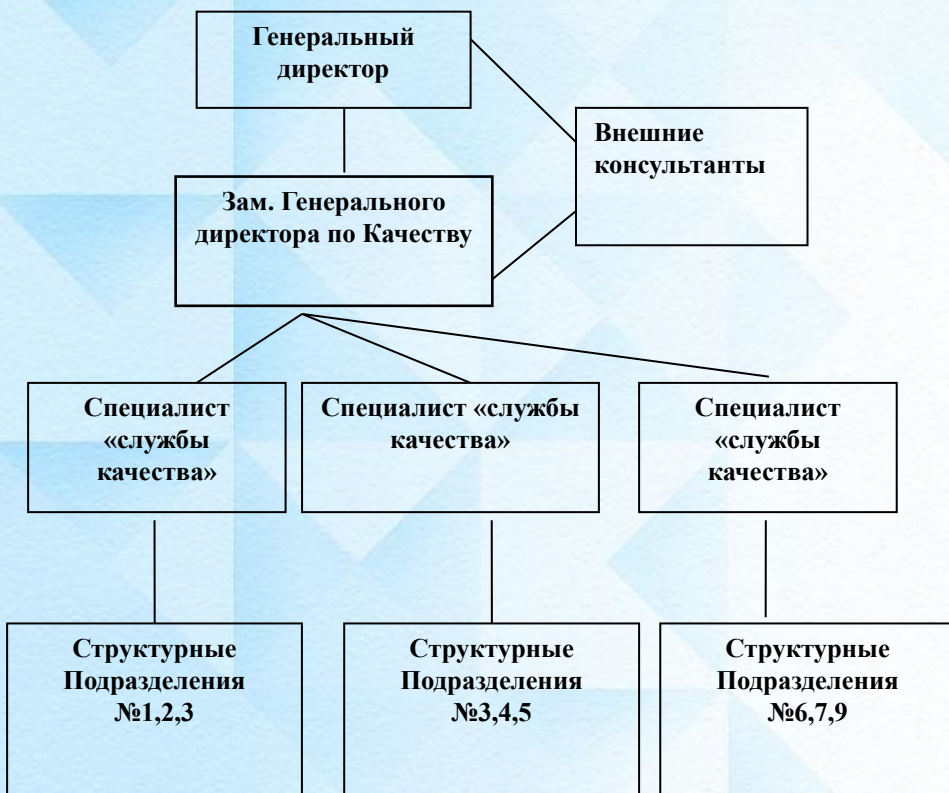 Генеральный
директор
Внешние
консультанты
Зам. Генерального
директора по Качеству
Специалист
«службы
качества»
Специалист «службы
качества»
Специалист
«службы
качества»
Структурные
Подразделения
№1,2,3
Структурные
Подразделения
№3,4,5
Структурные
Подразделения
№6,7,9